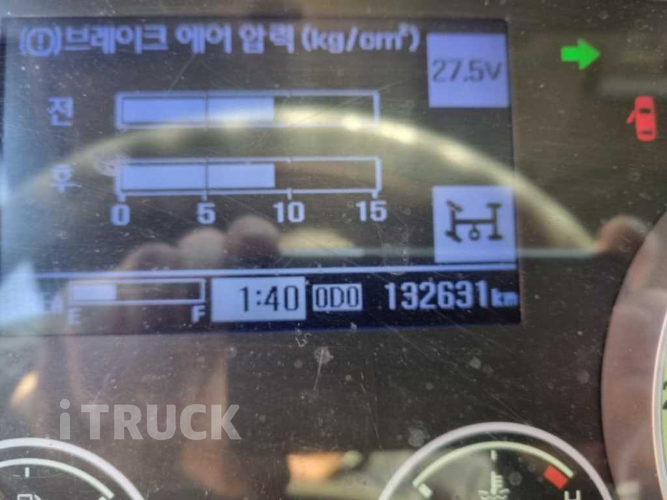 (!)브레이크 에어 압력 (kg/cm²)
27.5V
전
후
0 5 10 15
E F 1:40 ODO 132631km
iTRUCK
H